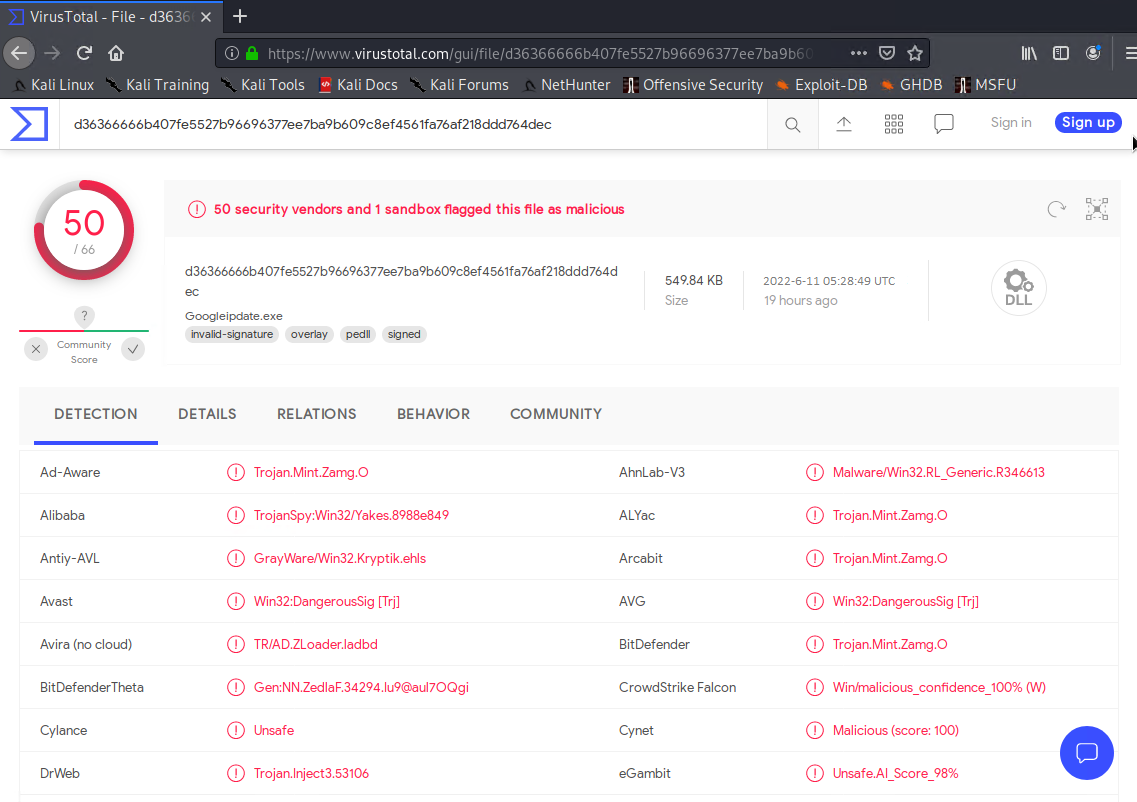 VirusTotal - File - d3636
https://www.virustotal.com/gui/file/d36366666b407fe5527b96696377ee7ba9b60
Kali Linux Kali Training Kali Tools Kali Docs Kali Forums NetHunter Offensive Security Exploit-DB GHDB MSFU
d36366666b407fe5527b96696377ee7ba9b609c8ef4561fa76af218ddd764dec Sign in Sign up
50
/ 66
?
Community
Score
50 security vendors and 1 sandbox flagged this file as malicious
d36366666b407fe5527b96696377ee7ba9b609c8ef4561fa76af218ddd764d
ec
Googleipdate.exe
invalid-signature overlay pedll signed
549.84 KB
Size
2022-6-11 05:28:49 UTC
19 hours ago
DLL
DETECTION DETAILS RELATIONS BEHAVIOR COMMUNITY
Ad-Aware Trojan.Mint.Zamg.O AhnLab-V3 Malware/Win32.RL_Generic.R346613
Alibaba TrojanSpy:Win32/Yakes.8988e849 ALYac Trojan.Mint.Zamg.O
Antiy-AVL GrayWare/Win32.Kryptik.ehls Arcabit Trojan.Mint.Zamg.O
Avast Win32:DangerousSig [Trj] AVG Win32:DangerousSig [Trj]
Avira (no cloud) TR/AD.ZLoader.ladbd BitDefender Trojan.Mint.Zamg.O
BitDefenderTheta Gen:NN.ZedlaF.34294.lu9@aul7OQgi CrowdStrike Falcon Win/malicious_confidence_100% (W)
Cylance Unsafe Cynet Malicious (score: 100)
DrWeb Trojan.Inject3.53106 eGambit Unsafe.AI_Score_98%